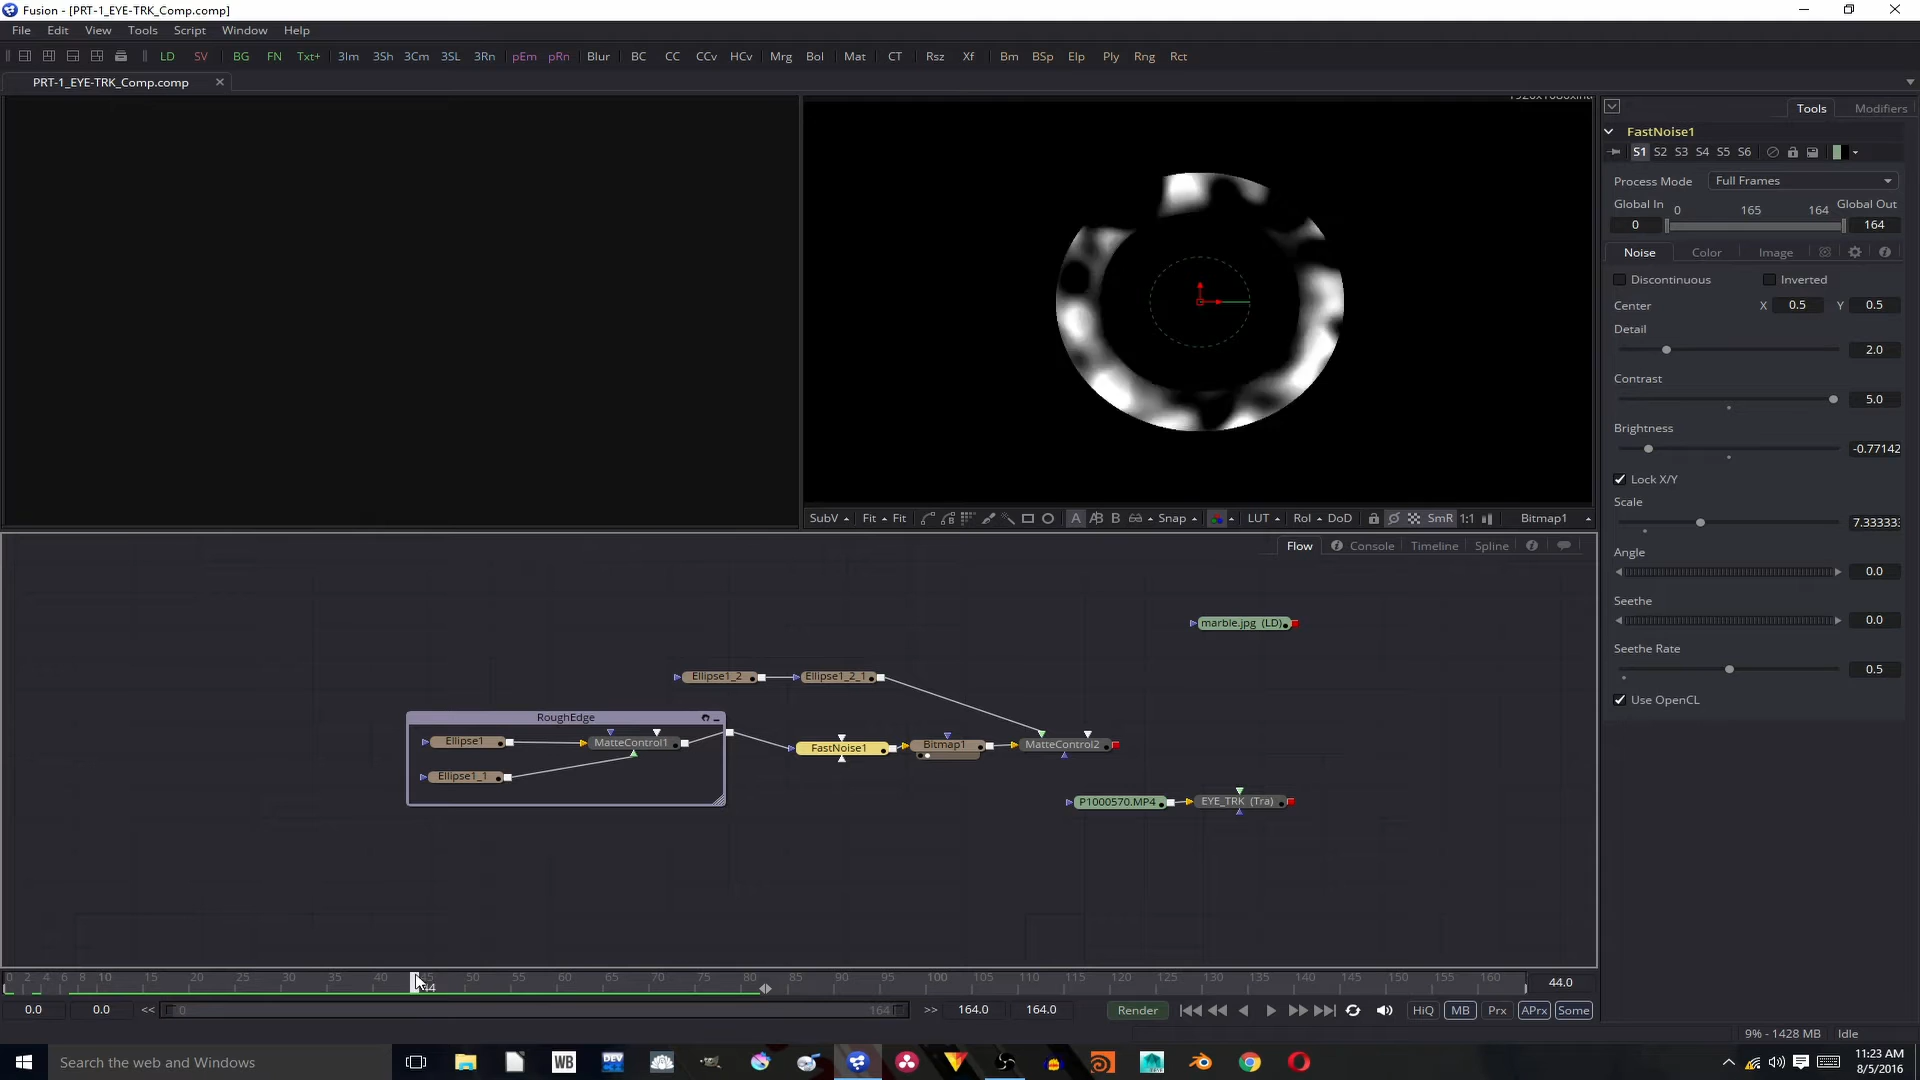 Fusion - [PRT-1_EYE-TRK_Comp.comp]
File Edit View Tools Script Window Help
LD SV BG FN Txt+ 3Im 3Sh 3Cm 3SL 3Rn pEm pRn Blur BC CC CCv HCv Mrg Bol Mat CT Rsz Xf Bm BSp Elp Ply Rng Rct
PRT-1_EYE-TRK_Comp.comp
Tools Modifiers
FastNoise1
S1 S2 S3 S4 S5 S6
Process Mode Full Frames
Global In 0 165 164 Global Out
0 164
Noise Color Image
Discontinuous Inverted
Center X 0.5 Y 0.5
Detail
2.0
Contrast
5.0
Brightness
-0.77142
Lock X/Y
Scale
7.333333
Angle
0.0
Seethe
0.0
Seethe Rate
0.5
Use OpenCL
SubV Fit Fit A A/B B Snap LUT RoI DoD SmR 1:1 Bitmap1
Flow Console Timeline Spline
marble.jpg (LD)
Ellipse1_2 Ellipse1_2_1
RoughEdge
Ellipse1 MatteControl1 FastNoise1 Bitmap1 MatteControl2
Ellipse1_1
P1000570.MP4 EYE_TRK (Tra)
0 2 4 6 8 10 15 20 25 30 35 40 45 50 55 60 65 70 75 80 85 90 95 100 105 110 115 120 125 130 135 140 145 150 155 160 44.0
44
0.0 0.0 << 0 164 >> 164.0 164.0 Render HiQ MB Prx APrx Some
9% - 1428 MB Idle
Search the web and Windows
WB
DEV
11:23 AM
8/5/2016